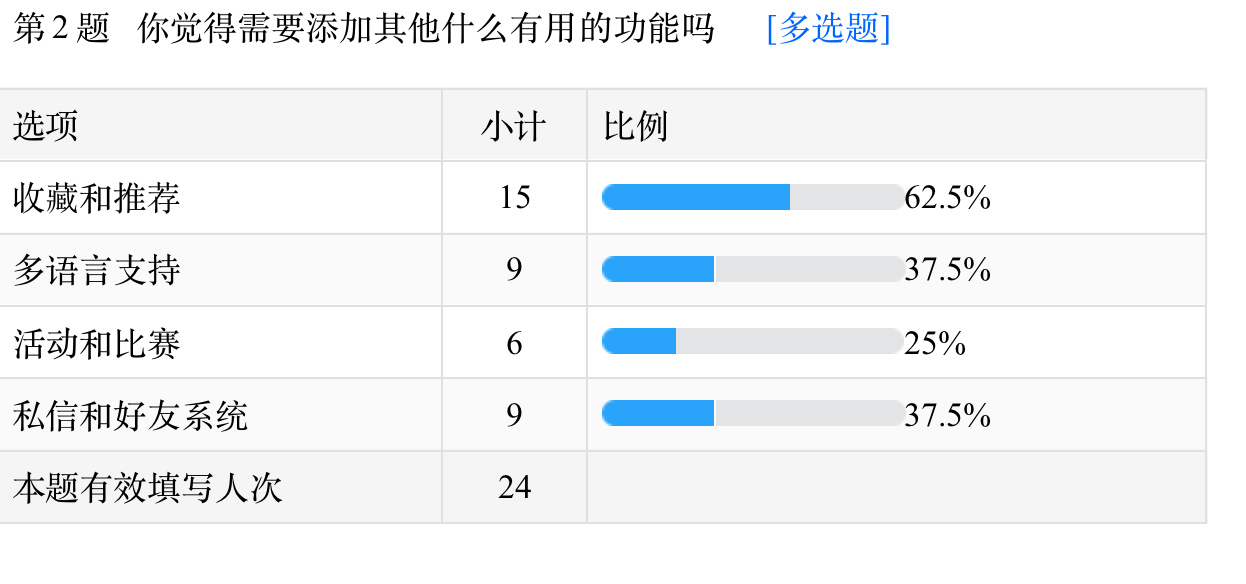 第 2 题 你觉得需要添加其他什么有用的功能吗 [多选题]
选项 小计 比例
收藏和推荐 15 62.5%
多语言支持 9 37.5%
活动和比赛 6 25%
私信和好友系统 9 37.5%
本题有效填写人次 24